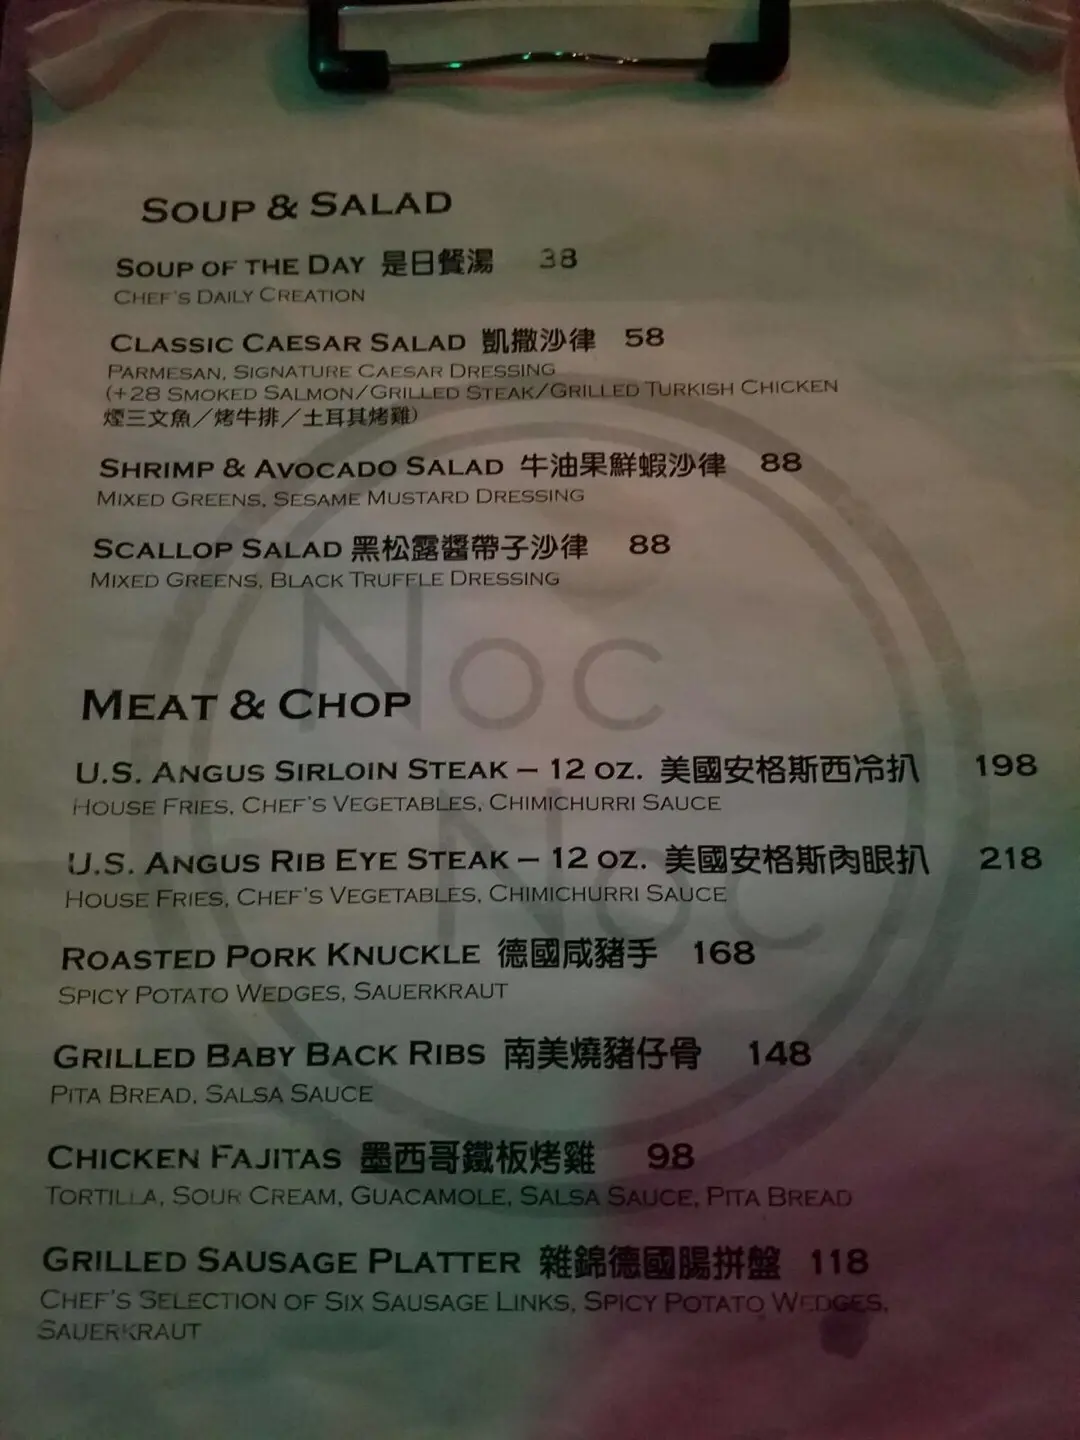 SOUP & SALAD
SOUP OF THE DAY 是日餐湯 38
CHEF'S DAILY CREATION
CLASSIC CAESAR SALAD 凱撒沙律 58
PARMESAN, SIGNATURE CAESAR DRESSING
(+28 SMOKED SALMON/GRILLED STEAK/GRILLED TURKISH CHICKEN
煙三文魚／烤牛排／土耳其烤雞)
SHRIMP & AVOCADO SALAD 牛油果鮮蝦沙律 88
MIXED GREENS, SESAME MUSTARD DRESSING
SCALLOP SALAD 黑松露醬帶子沙律 88
MIXED GREENS, BLACK TRUFFLE DRESSING
NOC
MEAT & CHOP
U.S. ANGUS SIRLOIN STEAK – 12 OZ. 美國安格斯西冷扒 198
HOUSE FRIES, CHEF'S VEGETABLES, CHIMICHURRI SAUCE
U.S. ANGUS RIB EYE STEAK – 12 OZ. 美國安格斯肉眼扒 218
HOUSE FRIES, CHEF'S VEGETABLES, CHIMICHURRI SAUCE
NOC
ROASTED PORK KNUCKLE 德國咸豬手 168
SPICY POTATO WEDGES, SAUERKRAUT
GRILLED BABY BACK RIBS 南美燒豬仔骨 148
PITA BREAD, SALSA SAUCE
CHICKEN FAJITAS 墨西哥鐵板烤雞 98
TORTILLA, SOUR CREAM, GUACAMOLE, SALSA SAUCE, PITA BREAD
GRILLED SAUSAGE PLATTER 雜錦德國腸拼盤 118
CHEF'S SELECTION OF SIX SAUSAGE LINKS, SPICY POTATO WEDGES,
SAUERKRAUT